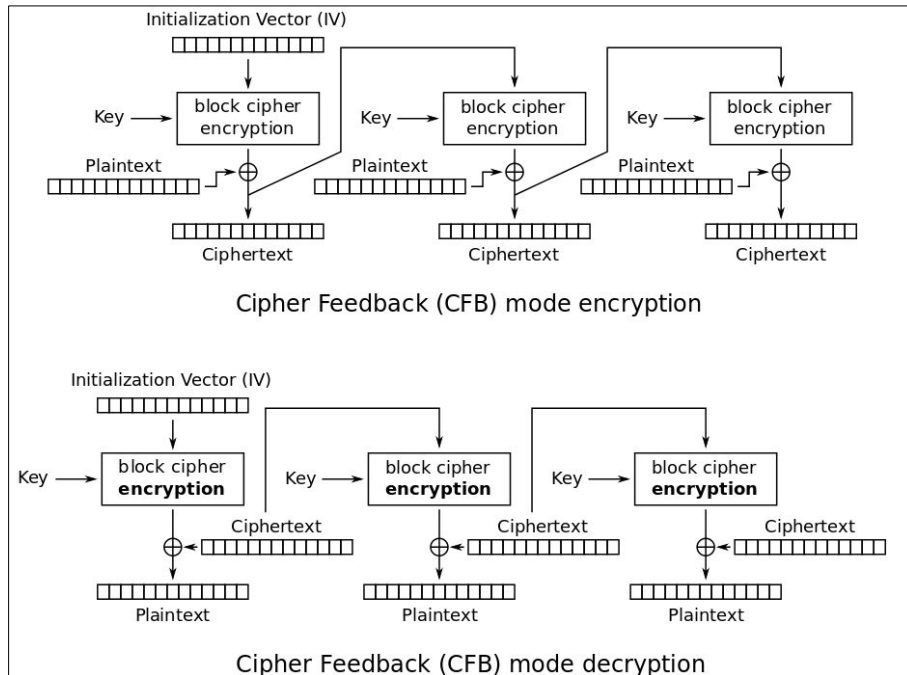 Initialization Vector (IV)
Key
block cipher
encryption
Key
block cipher
encryption
Key
block cipher
encryption
Plaintext
Plaintext
Plaintext
Ciphertext
Ciphertext
Ciphertext
Cipher Feedback (CFB) mode encryption
Initialization Vector (IV)
Key
block cipher
encryption
Key
block cipher
encryption
Key
block cipher
encryption
Ciphertext
Ciphertext
Ciphertext
Plaintext
Plaintext
Plaintext
Cipher Feedback (CFB) mode decryption